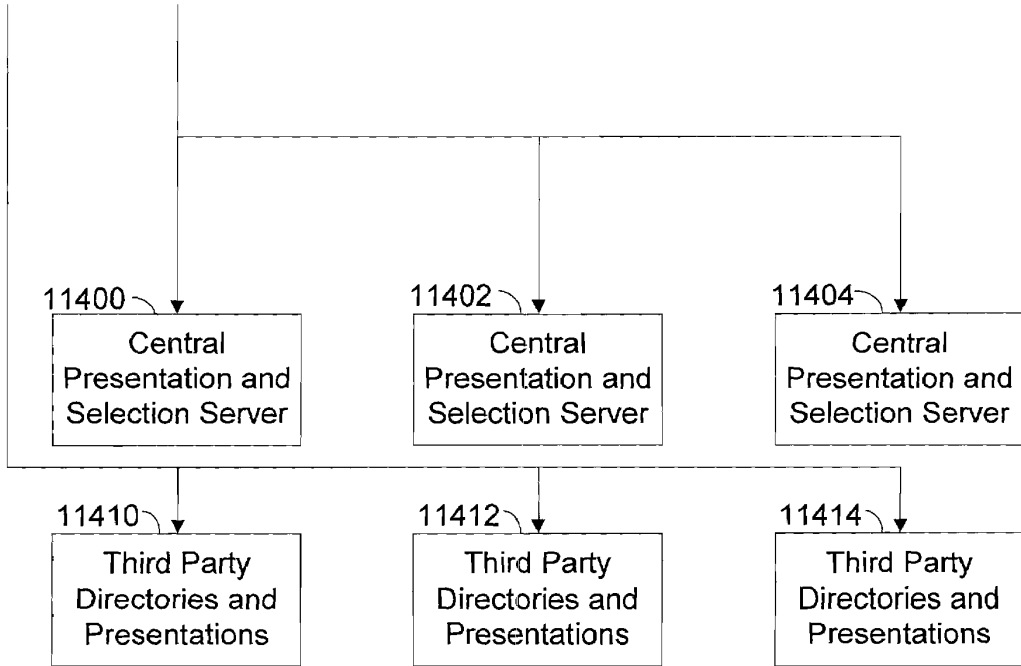 11400
11402
11404
Central
Presentation and
Selection Server
Central
Presentation and
Selection Server
Central
Presentation and
Selection Server
11410
11412
11414
Third Party
Directories and
Presentations
Third Party
Directories and
Presentations
Third Party
Directories and
Presentations